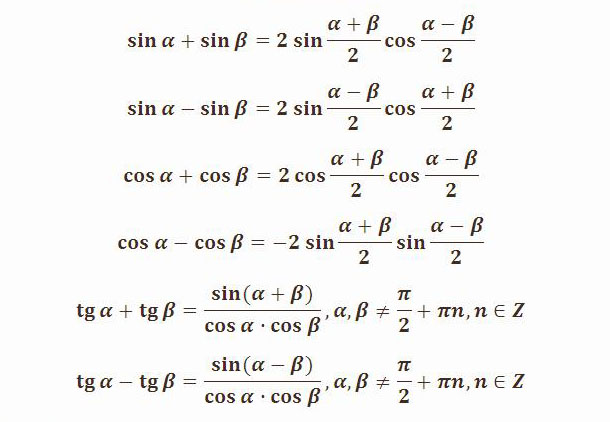 sin α + sin β = 2 sin (α + β)/2 cos (α − β)/2
sin α − sin β = 2 sin (α − β)/2 cos (α + β)/2
cos α + cos β = 2 cos (α + β)/2 cos (α − β)/2
cos α − cos β = −2 sin (α + β)/2 sin (α − β)/2
tg α + tg β = sin(α + β)/(cos α · cos β), α, β ≠ π/2 + πn, n ∈ Z
tg α − tg β = sin(α − β)/(cos α · cos β), α, β ≠ π/2 + πn, n ∈ Z